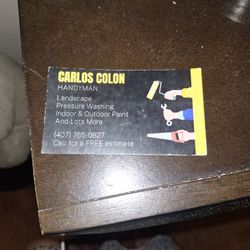 CARLOS COLON
HANDYMAN
Landscape
Pressure Washing
Indoor & Outdoor Paint
And Lots More
(407) 765-0827
Call for a FREE estimate